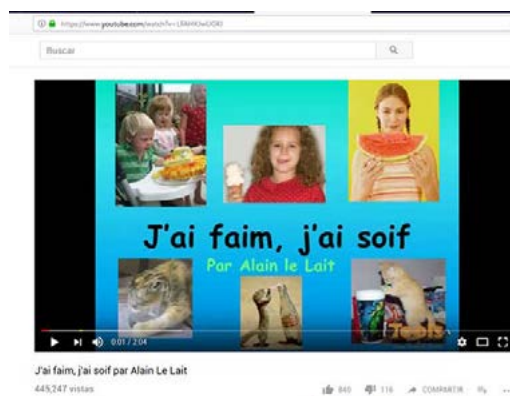 Buscar
J'ai faim, j'ai soif
Par Alain le Lait
0:01 / 2:04
J'ai faim, j'ai soif par Alain Le Lait
445,247 vistas
840 116 COMPARTIR